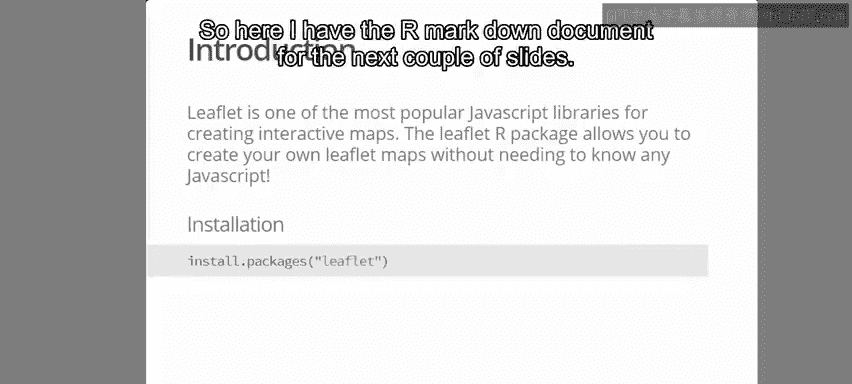 So here I have the R mark down document
for the next couple of slides.
Introduction
Leaflet is one of the most popular Javascript libraries for
creating interactive maps. The leaflet R package allows you to
create your own leaflet maps without needing to know any
Javascript!
Installation
install.packages("leaflet")